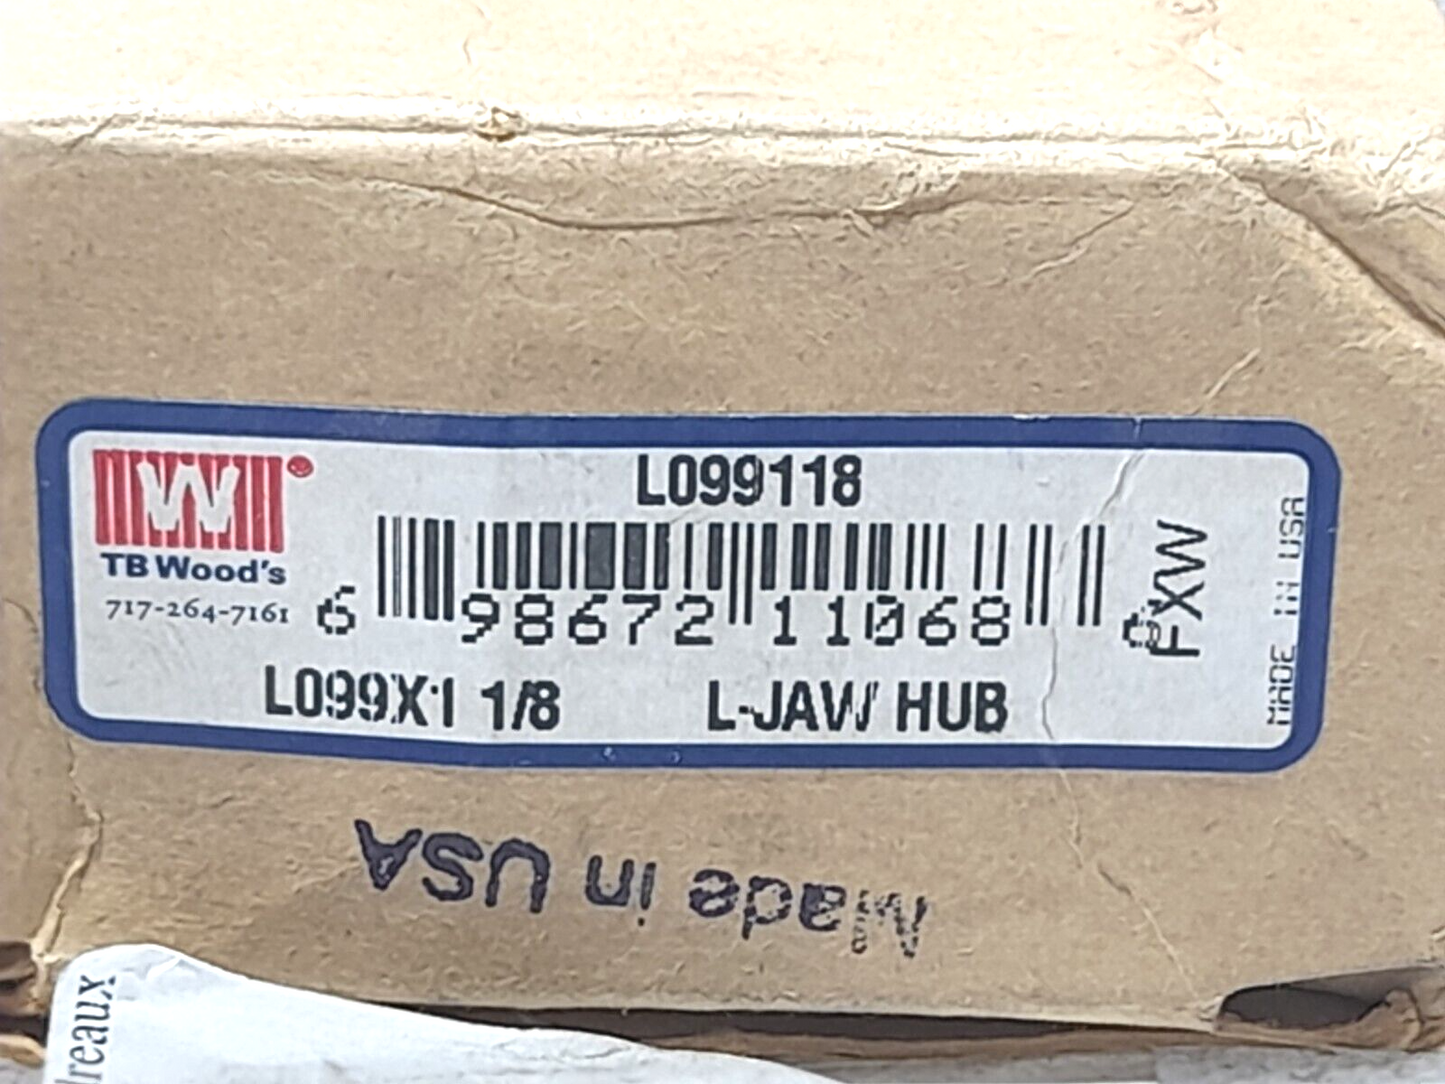 L099118
W®
TB Wood's
717-264-7161
6 98672 11068 8
FXW
MADE IN USA
L099X1 1/8 L-JAW HUB
Made in USA
reaux